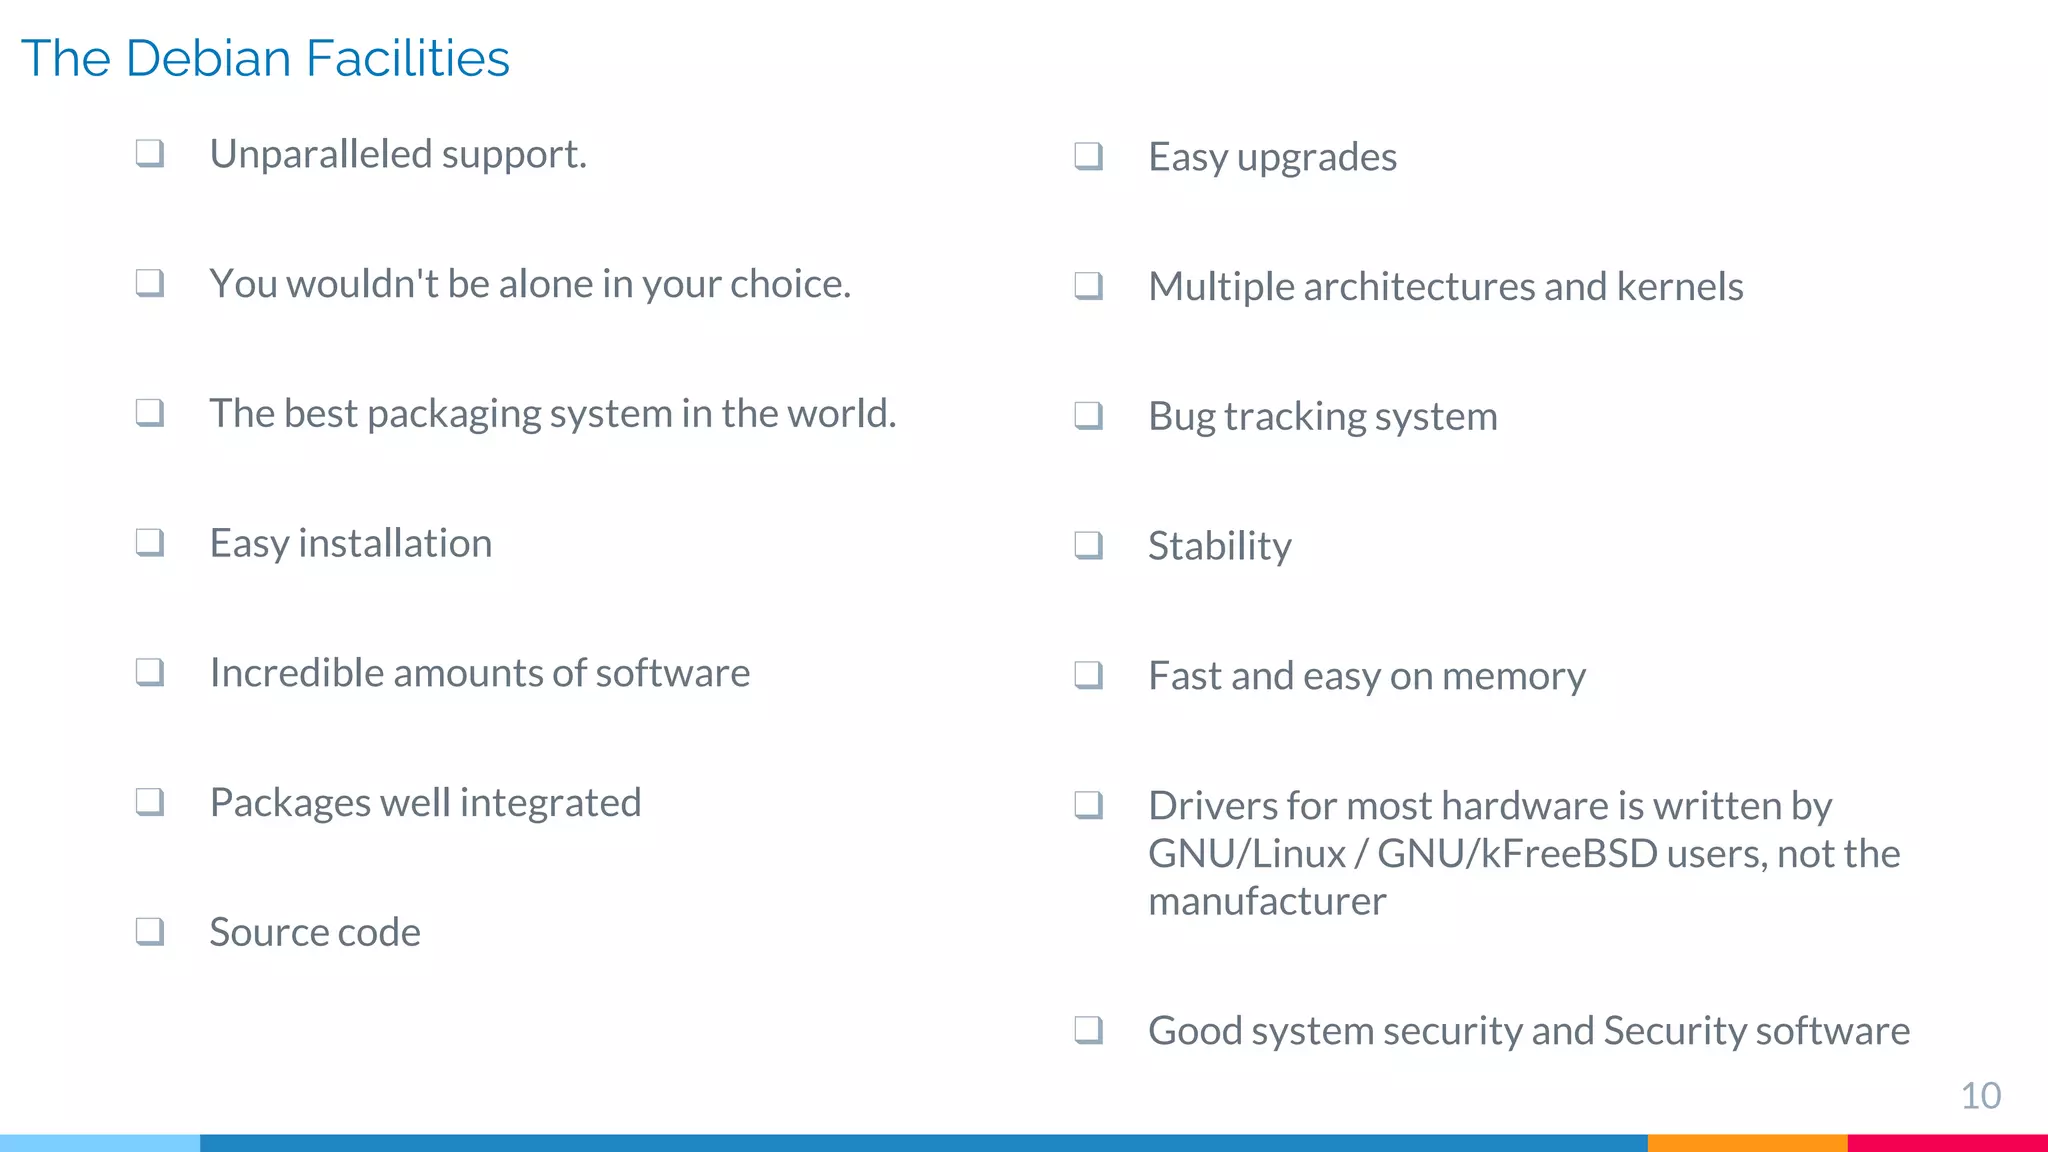 The Debian Facilities
Unparalleled support.
You wouldn't be alone in your choice.
The best packaging system in the world.
Easy installation
Incredible amounts of software
Packages well integrated
Source code
Easy upgrades
Multiple architectures and kernels
Bug tracking system
Stability
Fast and easy on memory
Drivers for most hardware is written by
GNU/Linux / GNU/kFreeBSD users, not the
manufacturer
Good system security and Security software
10